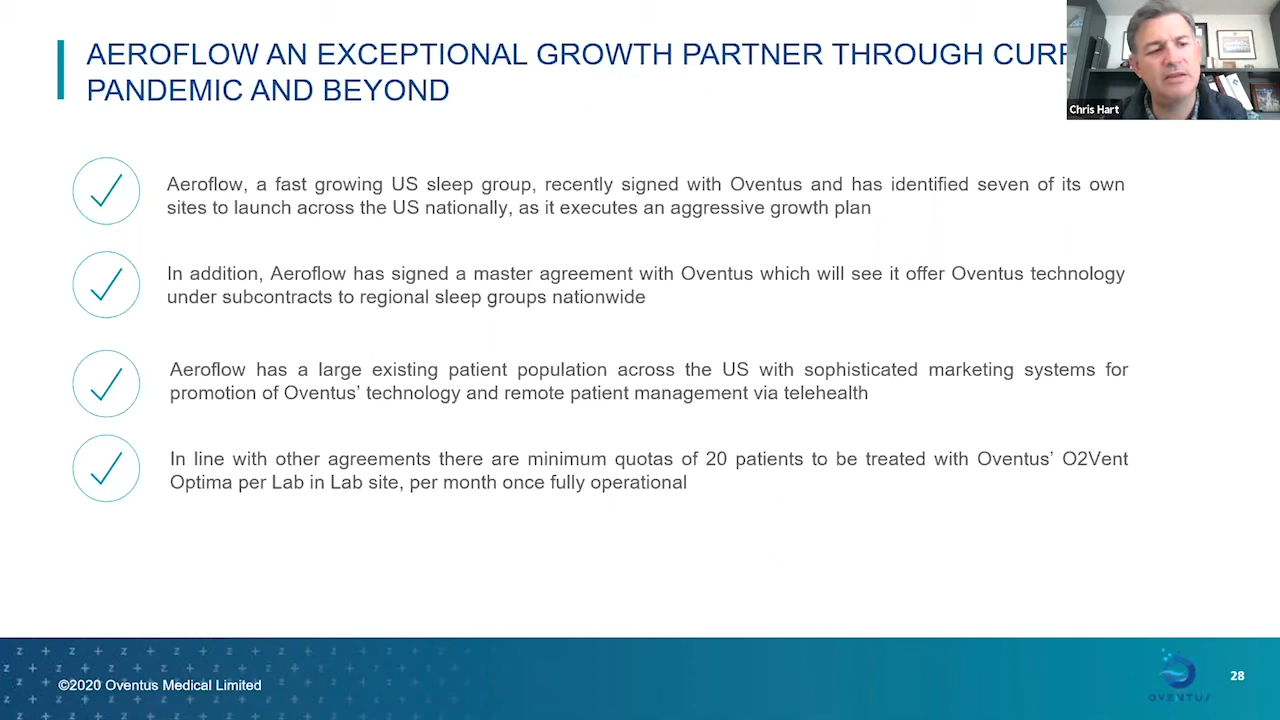 AEROFLOW AN EXCEPTIONAL GROWTH PARTNER THROUGH
PANDEMIC AND BEYOND
Chris Hart
Aeroflow, a fast growing US sleep group, recently signed with Oventus and has identified seven of its own
sites to launch across the US nationally, as it executes an aggressive growth plan
In addition, Aeroflow has signed a master agreement with Oventus which will see it offer Oventus technology
under subcontracts to regional sleep groups nationwide
Aeroflow has a large existing patient population across the US with sophisticated marketing systems for
promotion of Oventus’ technology and remote patient management via telehealth
In line with other agreements there are minimum quotas of 20 patients to be treated with Oventus’ O2Vent
Optima per Lab in Lab site, per month once fully operational
©2020 Oventus Medical Limited
OVENTUS
28